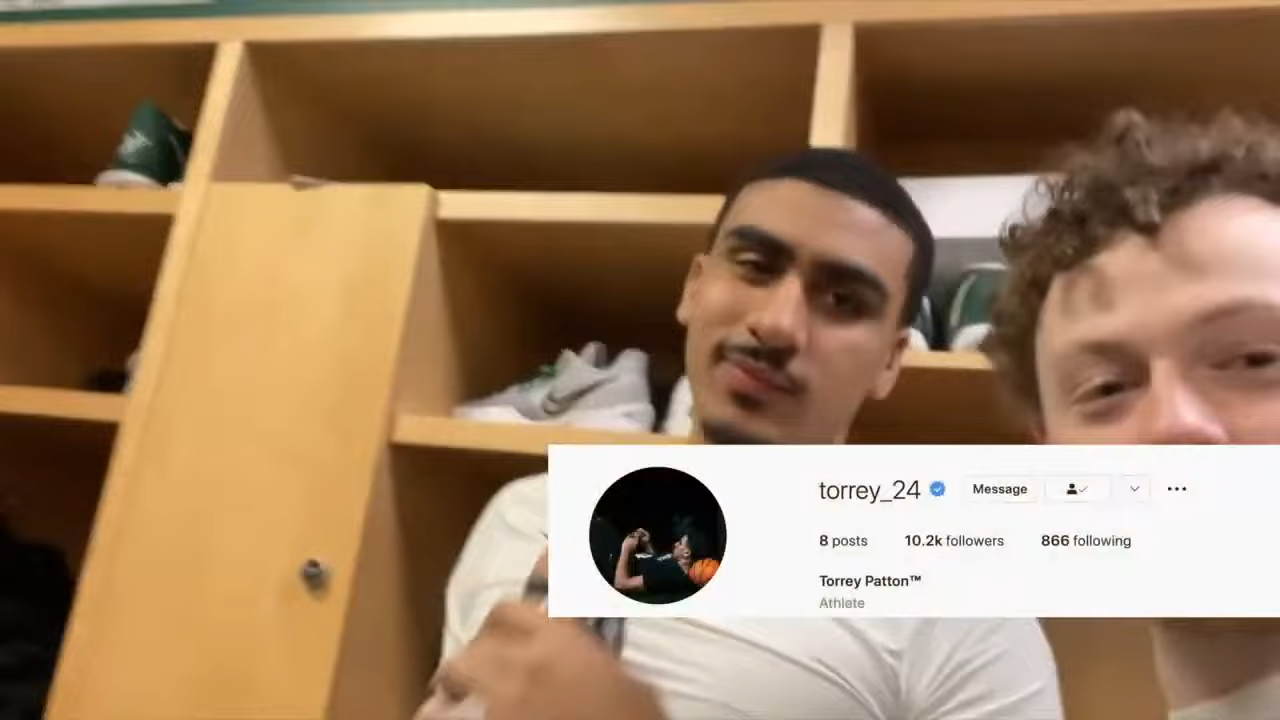 torrey_24 Message
8 posts 10.2k followers 866 following
Torrey Patton™
Athlete